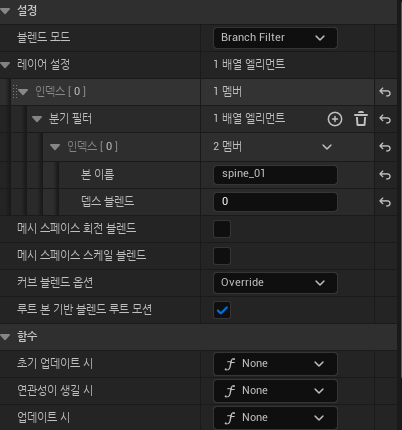 설정
블렌드 모드 Branch Filter
레이어 설정 1 배열 엘리먼트
인덱스 [ 0 ] 1 멤버
분기 필터 1 배열 엘리먼트
인덱스 [ 0 ] 2 멤버
본 이름 spine_01
뎁스 블렌드 0
메시 스페이스 회전 블렌드
메시 스페이스 스케일 블렌드
커브 블렌드 옵션 Override
루트 본 기반 블렌드 루트 모션
함수
초기 업데이트 시 f None
연관성이 생길 시 f None
업데이트 시 f None